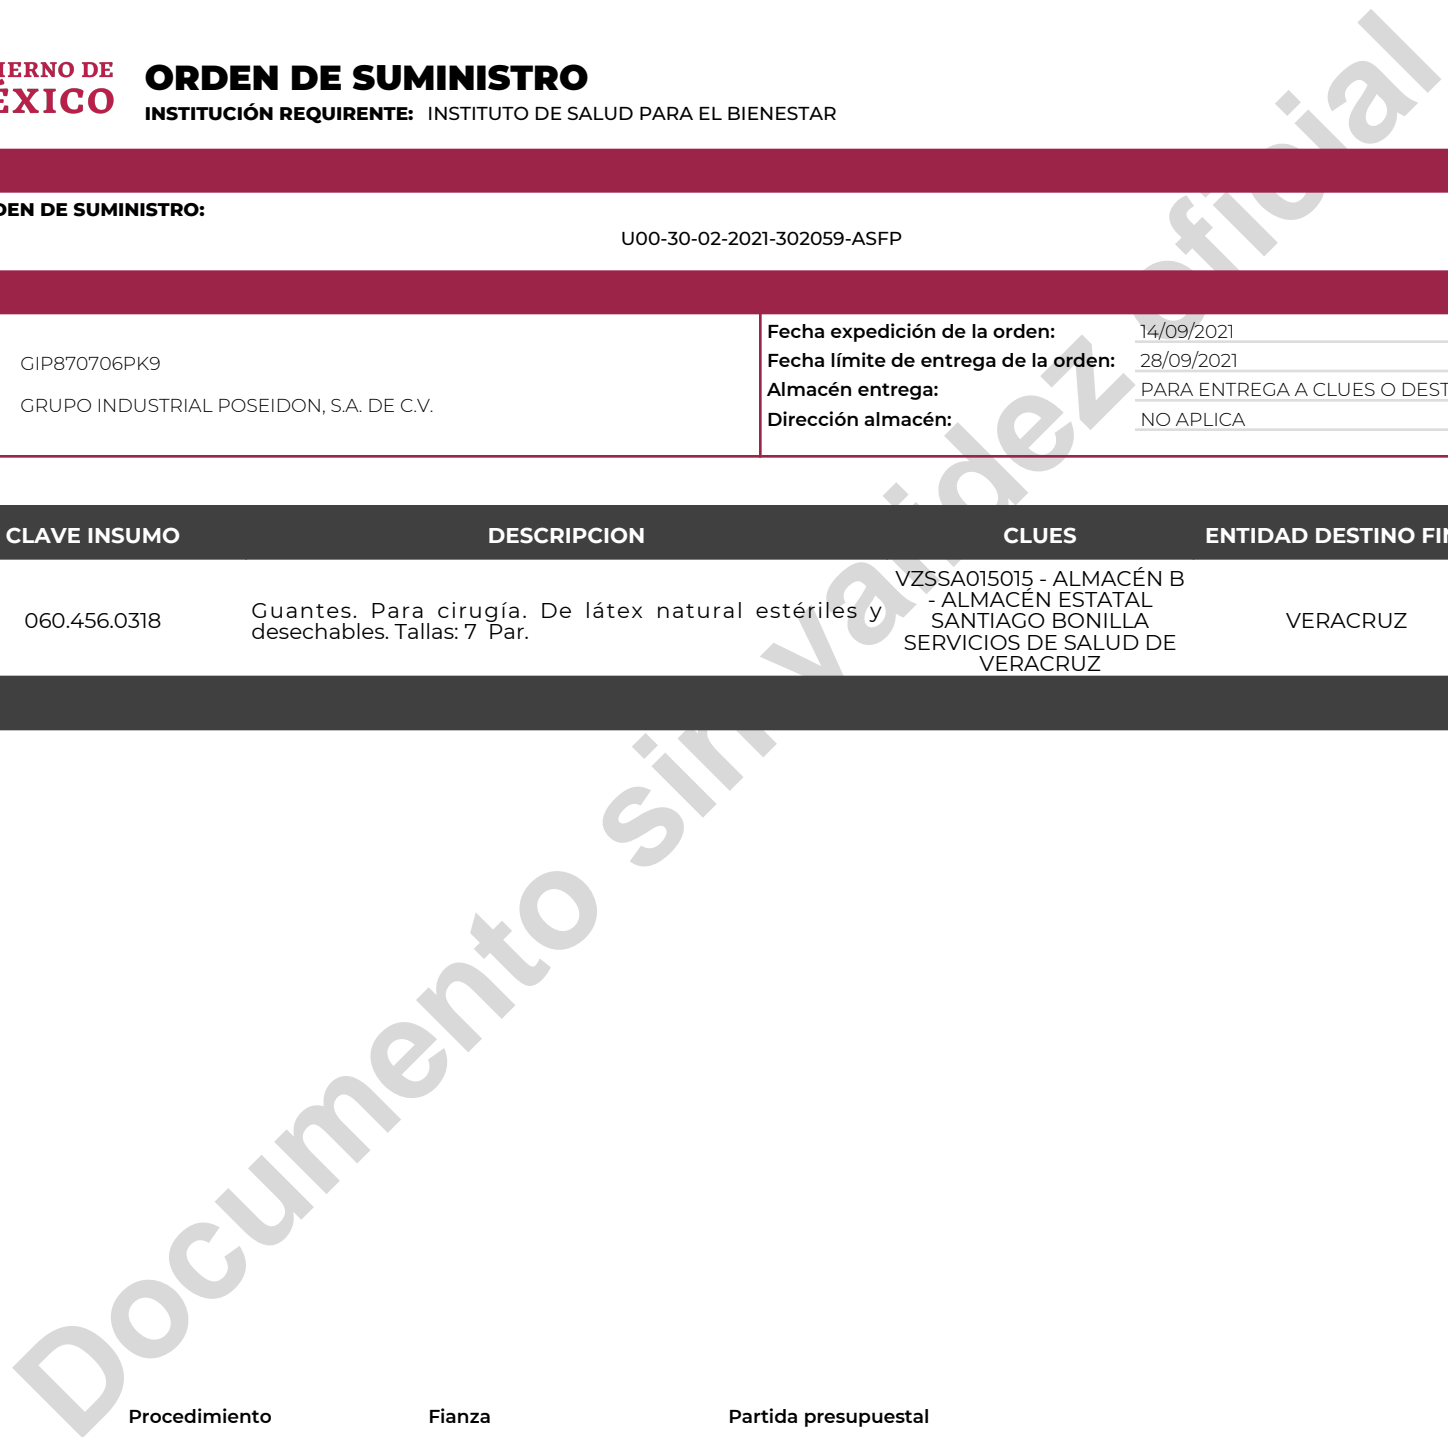 IERNO DE
ÉXICO
ORDEN DE SUMINISTRO
INSTITUCIÓN REQUIRENTE: INSTITUTO DE SALUD PARA EL BIENESTAR
DEN DE SUMINISTRO:
U00-30-02-2021-302059-ASFP
GIP870706PK9
GRUPO INDUSTRIAL POSEIDON, S.A. DE C.V.
Fecha expedición de la orden: 14/09/2021
Fecha límite de entrega de la orden: 28/09/2021
Almacén entrega: PARA ENTREGA A CLUES O DEST
Dirección almacén: NO APLICA
CLAVE INSUMO DESCRIPCION CLUES ENTIDAD DESTINO FIN
060.456.0318
Guantes. Para cirugía. De látex natural estériles y
desechables. Tallas: 7 Par.
VZSSA015015 - ALMACÉN B
- ALMACÉN ESTATAL
SANTIAGO BONILLA
SERVICIOS DE SALUD DE
VERACRUZ
VERACRUZ
Documento sin validez oficial
Procedimiento Fianza Partida presupuestal